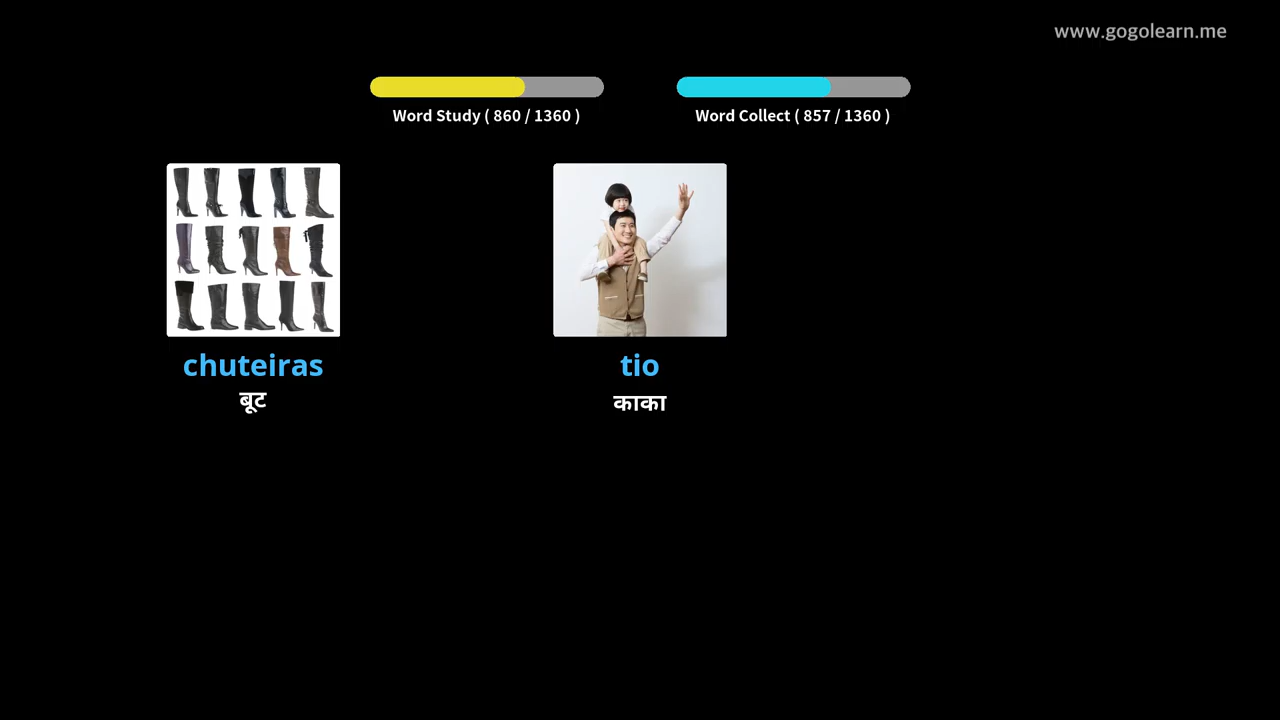 www.gogolearn.me
Word Study ( 860 / 1360 )
Word Collect ( 857 / 1360 )
chuteiras
बूट
tio
काका